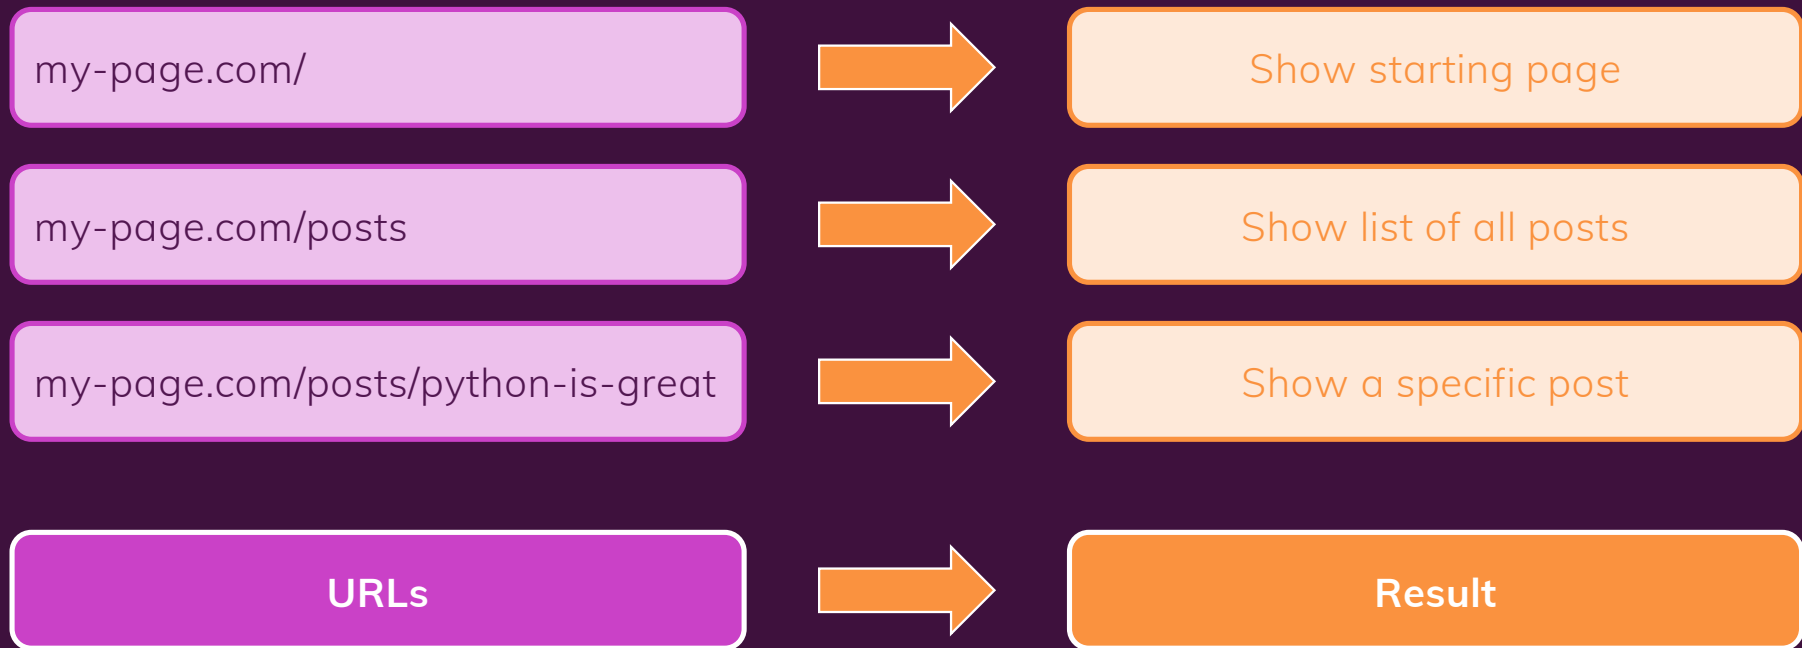 my-page.com/
Show starting page
my-page.com/posts
Show list of all posts
my-page.com/posts/python-is-great
Show a specific post
URLs
Result